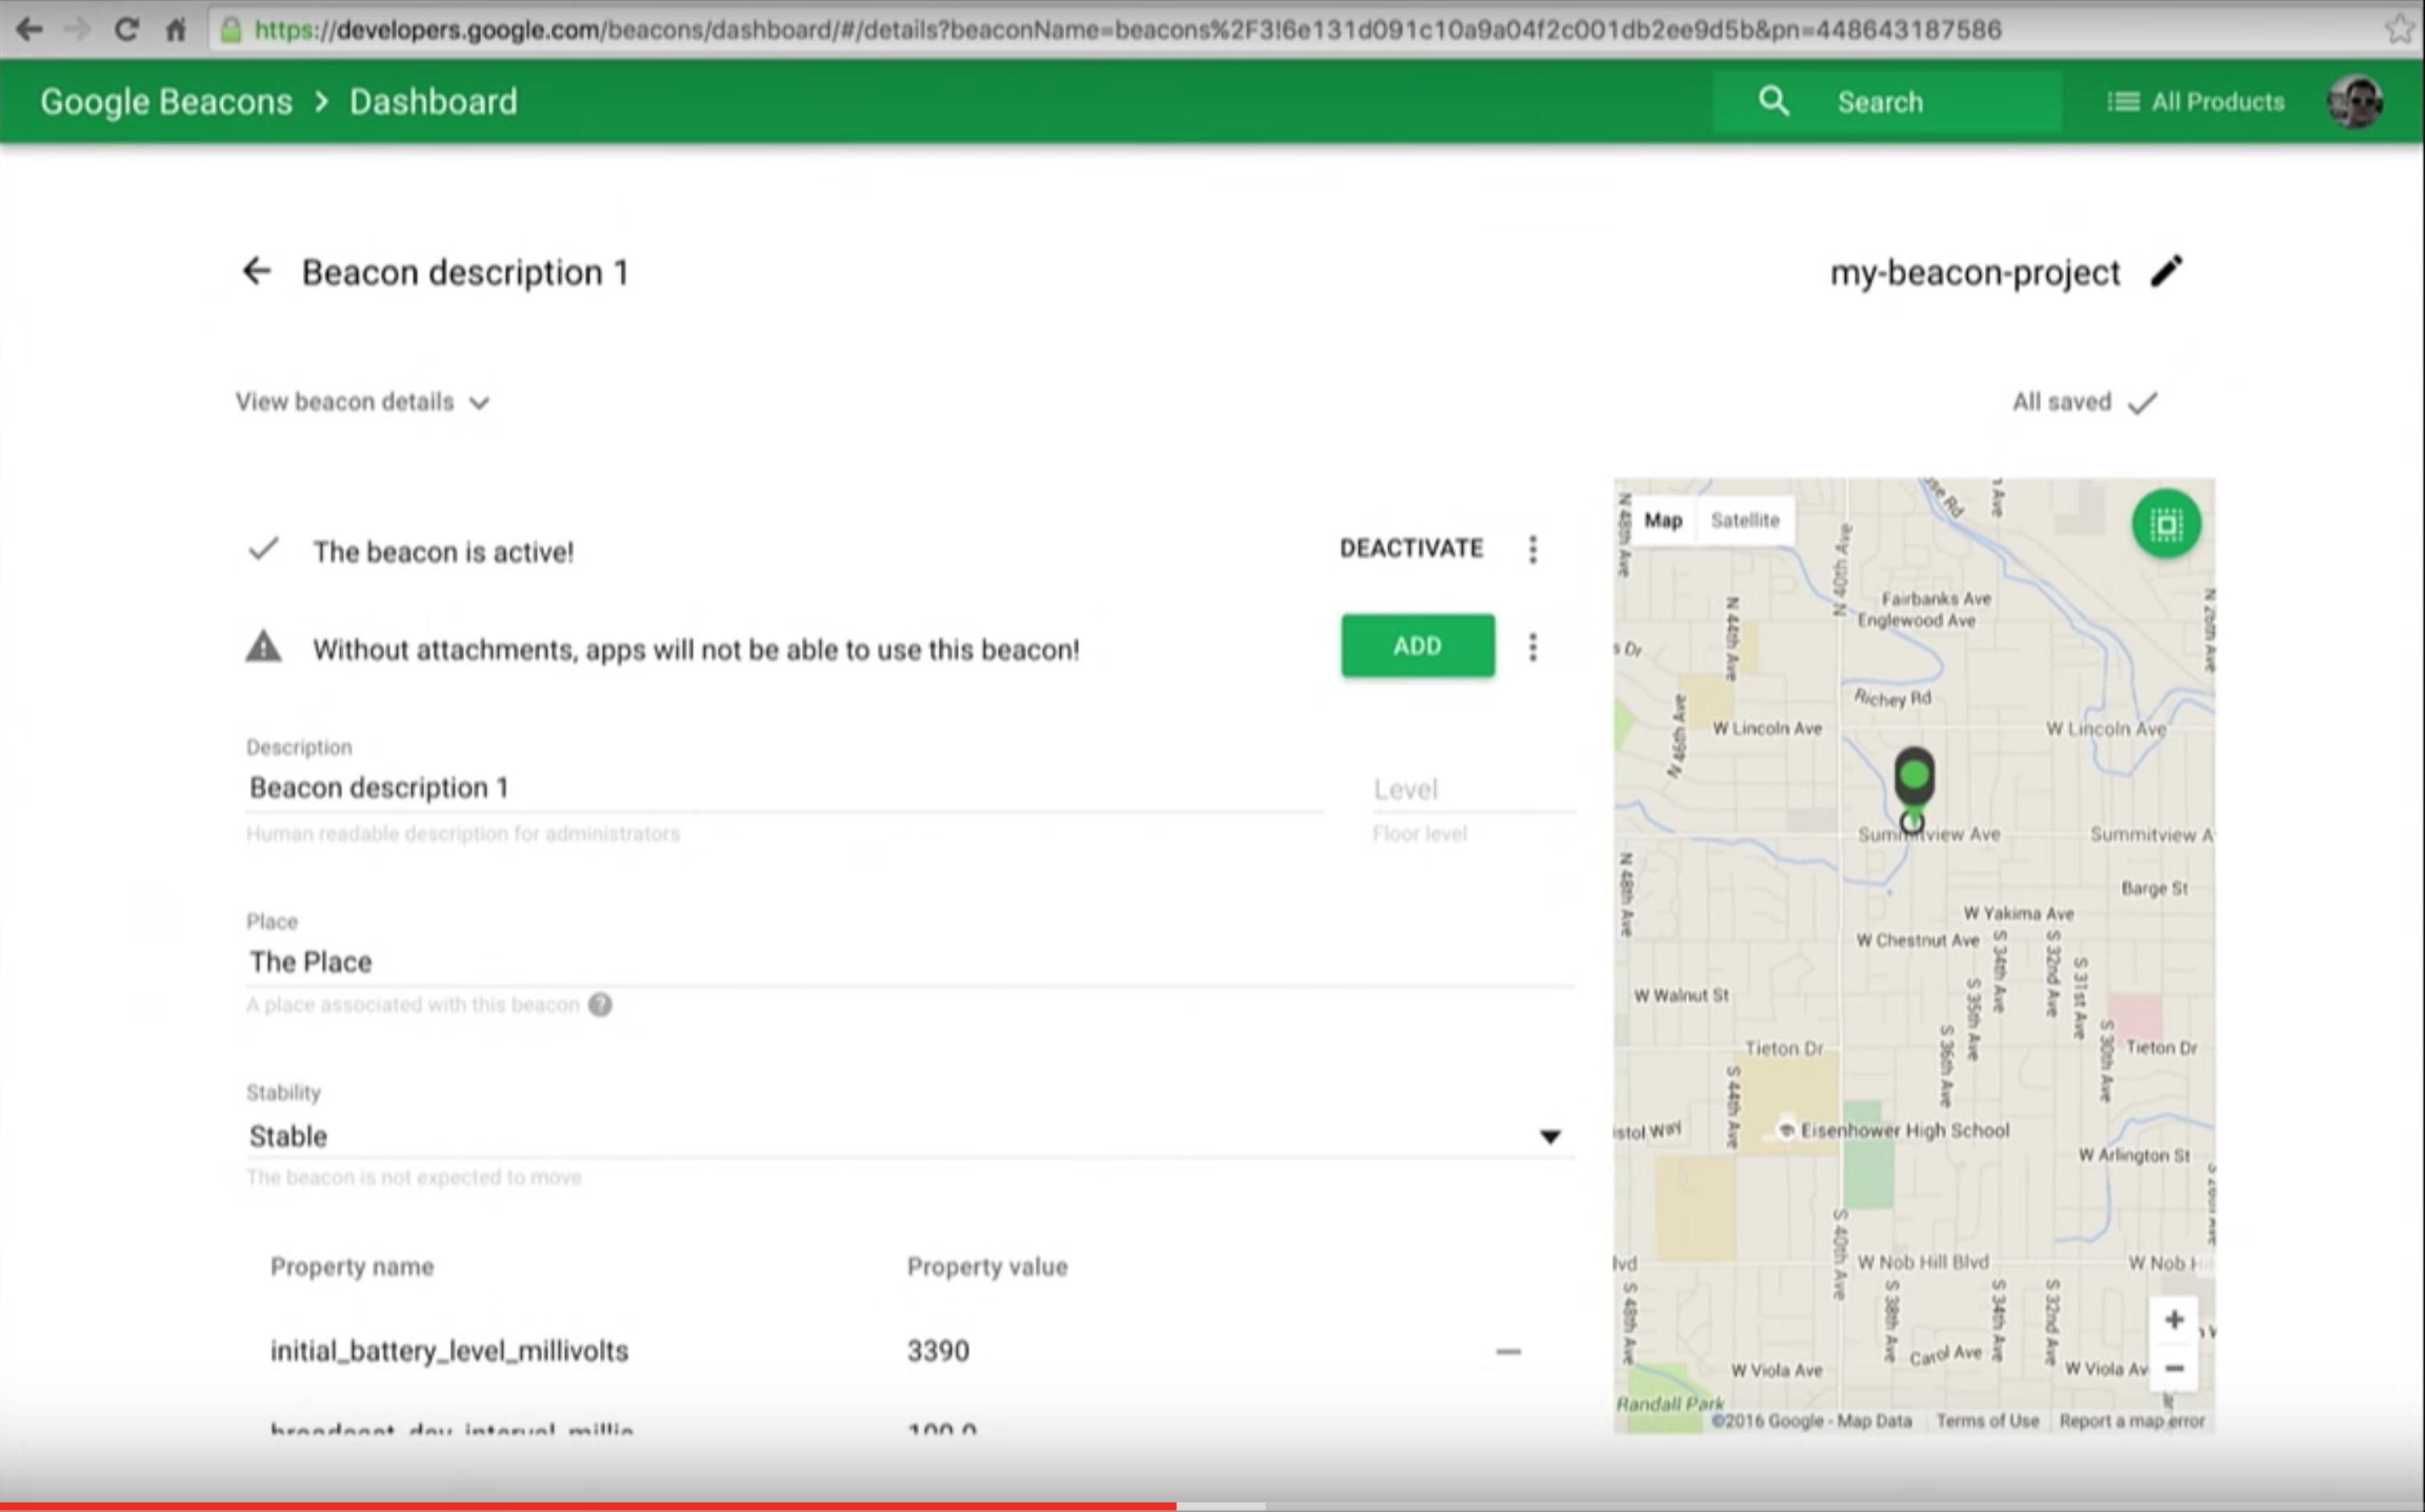 https://developers.google.com/beacons/dashboard/#/details?beaconName=beacons%2F3!6e131d091c10a9a04f2c001db2ee9d5b&pn=448643187586
Google Beacons > Dashboard
Search
All Products
Beacon description 1
my-beacon-project
View beacon details
All saved
The beacon is active!
DEACTIVATE
Without attachments, apps will not be able to use this beacon!
ADD
Description
Beacon description 1
Human readable description for administrators
Level
Floor level
Place
The Place
A place associated with this beacon ?
Stability
Stable
The beacon is not expected to move
Property name
Property value
initial_battery_level_millivolts
3390
Map
Satellite
N 48th Ave
N 40th Ave
Fairbanks Ave
Englewood Ave
N 44th Ave
N 26th Ave
s Dr
Richey Rd
N 46th Ave
W Lincoln Ave
W Lincoln Ave
Summitview Ave
Summitview A
N 48th Ave
Barge St
W Yakima Ave
W Chestnut Ave
S 34th Ave
S 32nd Ave
S 31st Ave
S 35th Ave
W Walnut St
S 36th Ave
S 30th Ave
Tieton Dr
Tieton Dr
S 44th Ave
Eisenhower High School
W Arlington St
S 40th Ave
lvd
W Nob Hill Blvd
W Nob Hil
S 48th Ave
S 38th Ave
S 34th Ave
S 32nd Ave
Carol Ave
W Viola Ave
W Viola Av
Randall Park
©2016 Google - Map Data
Terms of Use
Report a map error